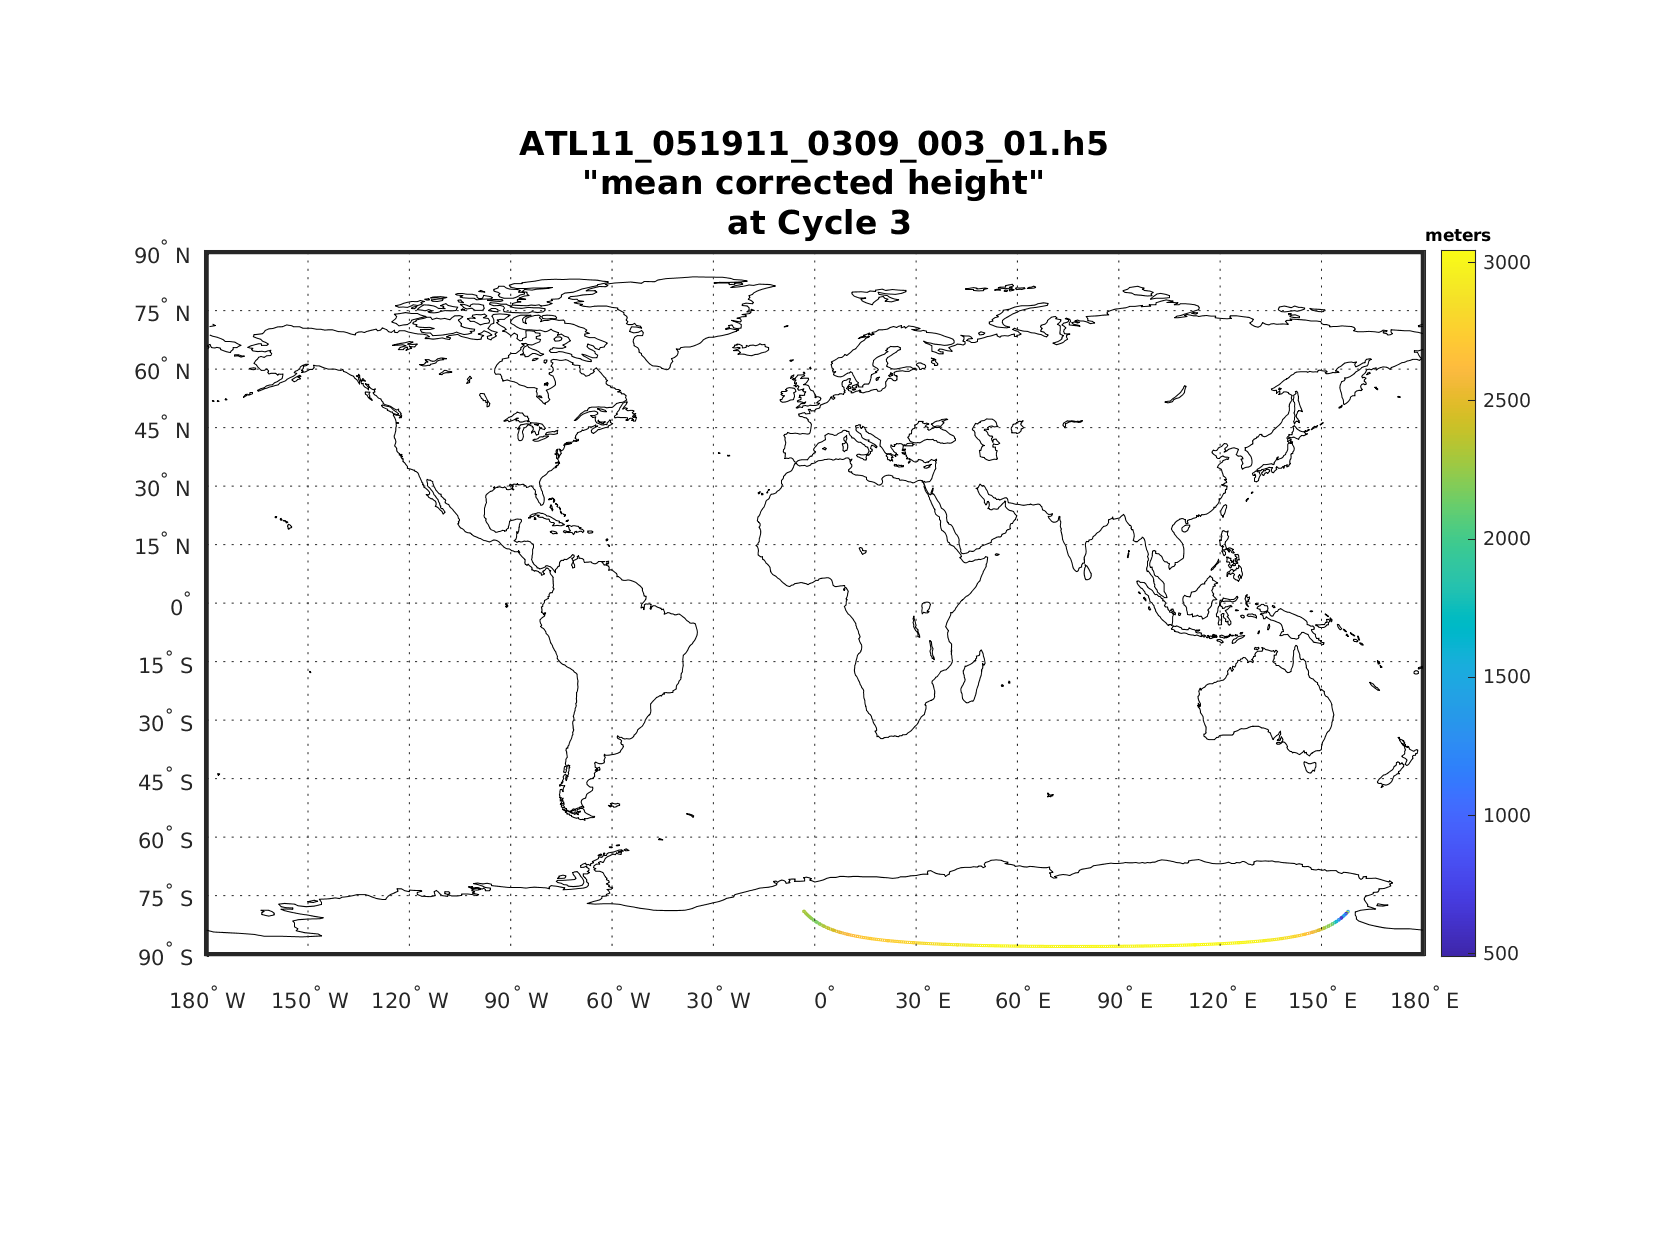 ATL11_051911_0309_003_01.h5
"mean corrected height"
at Cycle 3
meters
90° N
75° N
60° N
45° N
30° N
15° N
0°
15° S
30° S
45° S
60° S
75° S
90° S
180° W 150° W 120° W 90° W 60° W 30° W 0° 30° E 60° E 90° E 120° E 150° E 180° E
3000
2500
2000
1500
1000
500